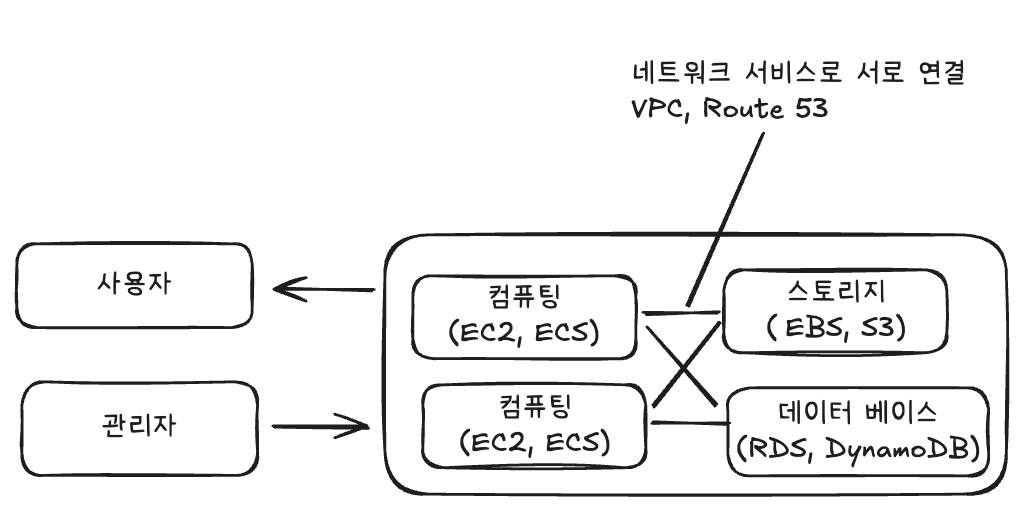 네트워크 서비스로 서로 연결
VPC, Route 53
사용자
컴퓨팅
(EC2, ECS)
스토리지
( EBS, S3)
관리자
컴퓨팅
(EC2, ECS)
데이터 베이스
(RDS, DynamoDB)